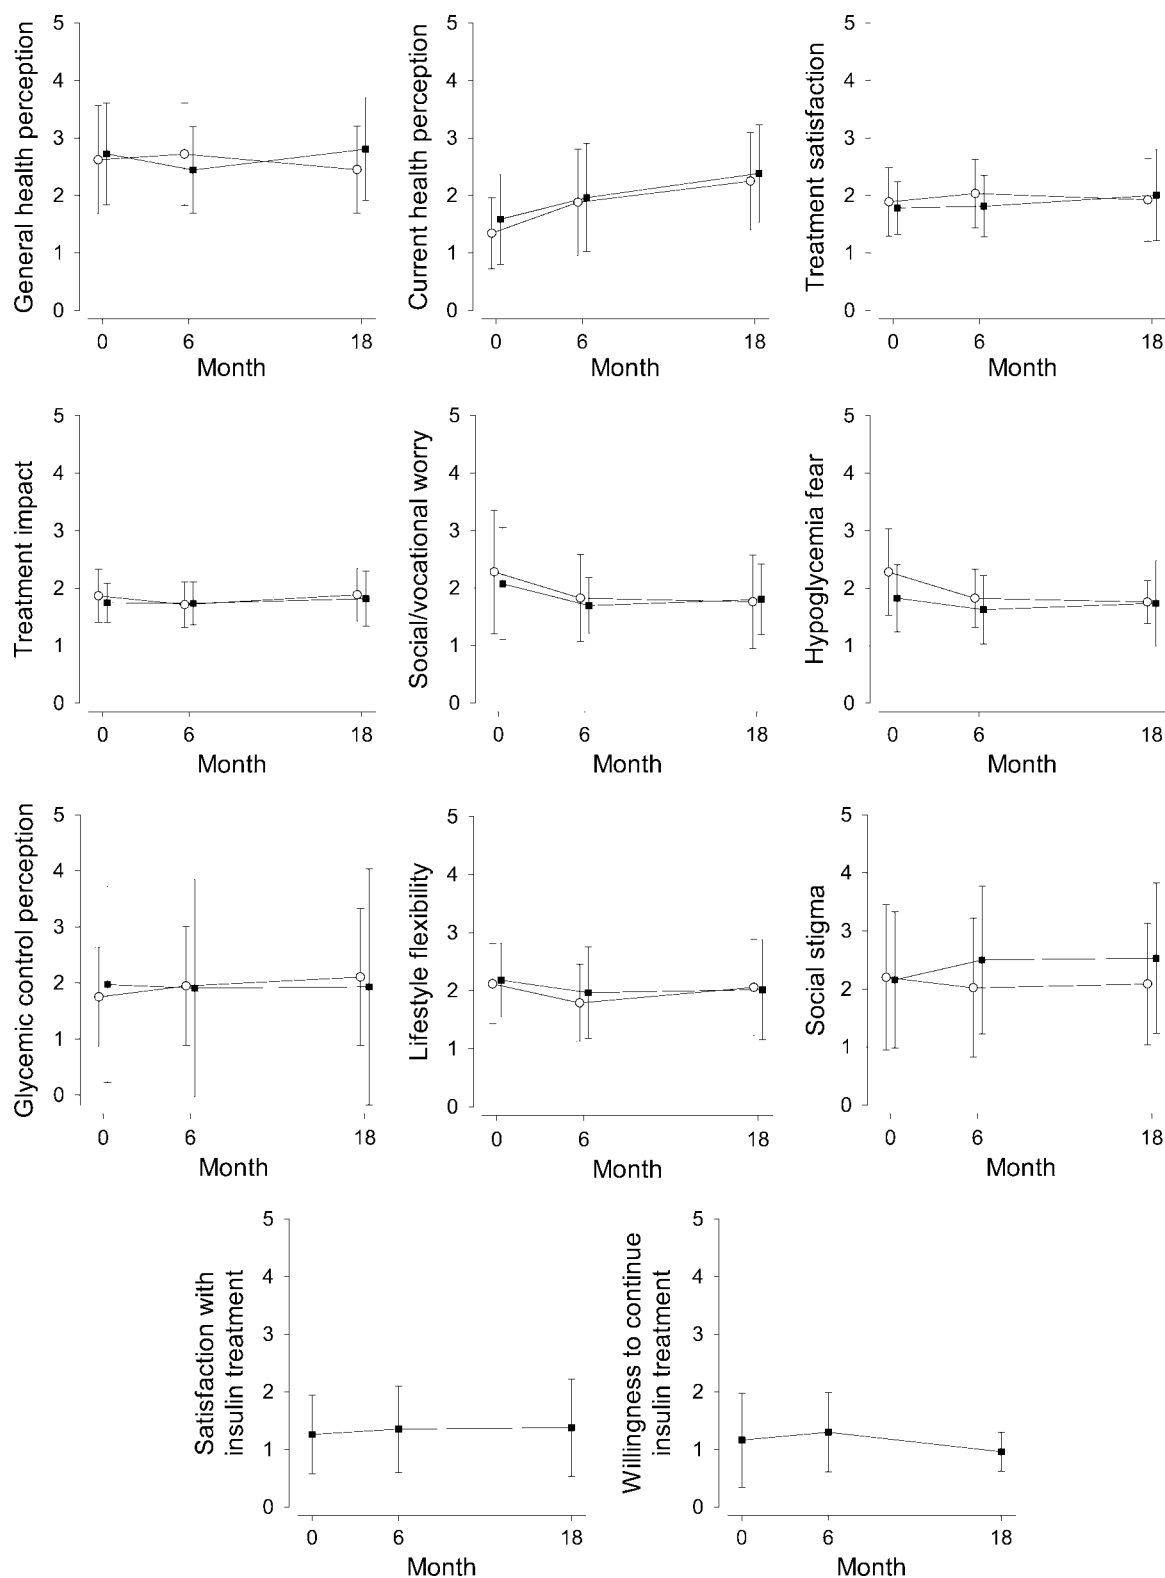 General health perception
5
4
3
2
1
0
0 6 18
Month
Current health perception
5
4
3
2
1
0
0 6 18
Month
Treatment satisfaction
5
4
3
2
1
0
0 6 18
Month
Treatment impact
5
4
3
2
1
0
0 6 18
Month
Social/vocational worry
5
4
3
2
1
0
0 6 18
Month
Hypoglycemia fear
5
4
3
2
1
0
0 6 18
Month
Glycemic control perception
5
4
3
2
1
0
0 6 18
Month
Lifestyle flexibility
5
4
3
2
1
0
0 6 18
Month
Social stigma
5
4
3
2
1
0
0 6 18
Month
Satisfaction with
insulin treatment
5
4
3
2
1
0
0 6 18
Month
Willingness to continue
insulin treatment
5
4
3
2
1
0
0 6 18
Month